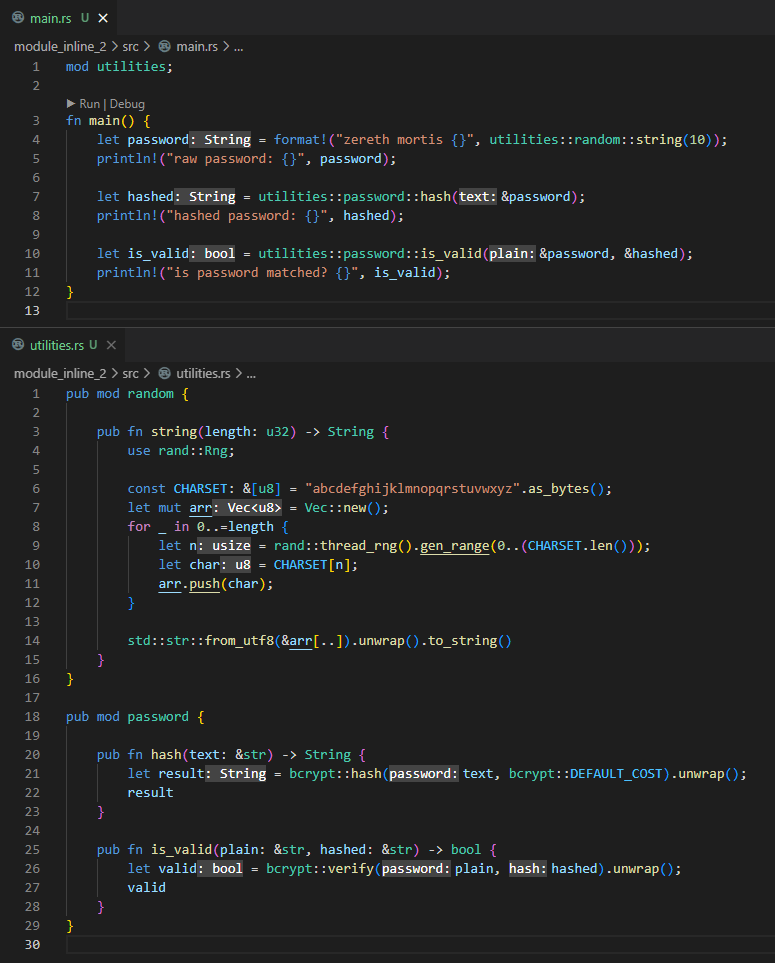 main.rs U ×
module_inline_2 > src > main.rs > ...
1 mod utilities;
2
Run | Debug
3 fn main() {
4     let password: String = format!("zereth mortis {}", utilities::random::string(10));
5     println!("raw password: {}", password);
6
7     let hashed: String = utilities::password::hash(text: &password);
8     println!("hashed password: {}", hashed);
9
10     let is_valid: bool = utilities::password::is_valid(plain: &password, &hashed);
11     println!("is password matched? {}", is_valid);
12 }
13
utilities.rs U ×
module_inline_2 > src > utilities.rs > ...
1 pub mod random {
2
3     pub fn string(length: u32) -> String {
4         use rand::Rng;
5
6         const CHARSET: &[u8] = "abcdefghijklmnopqrstuvwxyz".as_bytes();
7         let mut arr: Vec<u8> = Vec::new();
8         for _ in 0..=length {
9             let n: usize = rand::thread_rng().gen_range(0..(CHARSET.len()));
10             let char: u8 = CHARSET[n];
11             arr.push(char);
12         }
13
14         std::str::from_utf8(&arr[..]).unwrap().to_string()
15     }
16 }
17
18 pub mod password {
19
20     pub fn hash(text: &str) -> String {
21         let result: String = bcrypt::hash(password: text, bcrypt::DEFAULT_COST).unwrap();
22         result
23     }
24
25     pub fn is_valid(plain: &str, hashed: &str) -> bool {
26         let valid: bool = bcrypt::verify(password: plain, hash: hashed).unwrap();
27         valid
28     }
29 }
30